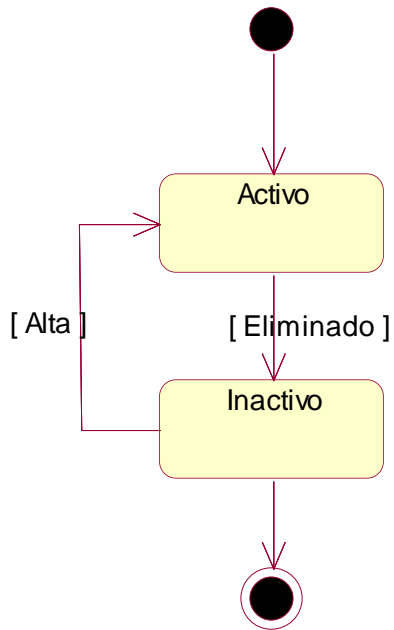 Activo
[ Alta ]
[ Eliminado ]
Inactivo